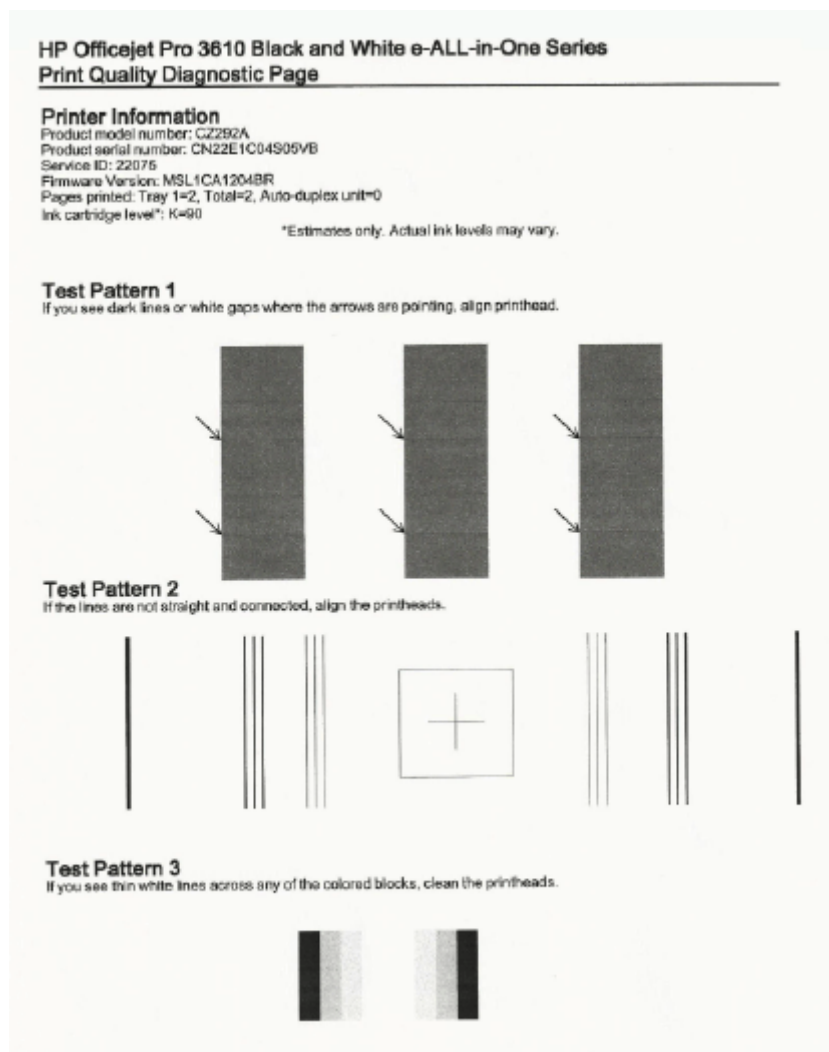 HP Officejet Pro 3610 Black and White e-ALL-in-One Series
Print Quality Diagnostic Page
Printer Information
Product model number: CZ292A
Product serial number: CN22E1C04S05VB
Service ID: 22076
Firmware Version: MSL1CA1204BR
Pages printed: Tray 1=2, Total=2, Auto-duplex unit=0
Ink cartridge level*: K=90
*Estimates only. Actual ink levels may vary.
Test Pattern 1
If you see dark lines or white gaps where the arrows are pointing, align printhead.
Test Pattern 2
If the lines are not straight and connected, align the printheads.
Test Pattern 3
If you see thin white lines across any of the colored blocks, clean the printheads.